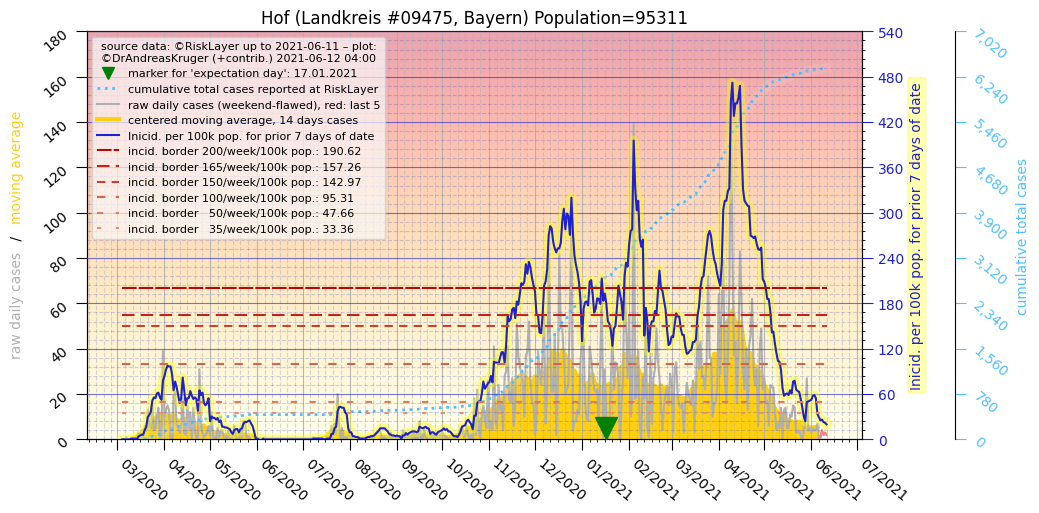 Hof (Landkreis #09475, Bayern) Population=95311
source data: ©RiskLayer up to 2021-06-11 – plot:
©DrAndreasKruger (+contrib.) 2021-06-12 04:00
marker for 'expectation day': 17.01.2021
cumulative total cases reported at RiskLayer
raw daily cases (weekend-flawed), red: last 5
centered moving average, 14 days cases
Inicid. per 100k pop. for prior 7 days of date
incid. border 200/week/100k pop.: 190.62
incid. border 165/week/100k pop.: 157.26
incid. border 150/week/100k pop.: 142.97
incid. border 100/week/100k pop.: 95.31
incid. border   50/week/100k pop.: 47.66
incid. border   35/week/100k pop.: 33.36
raw daily cases / moving average
180
160
140
120
100
80
60
40
20
0
03/2020
04/2020
05/2020
06/2020
07/2020
08/2020
09/2020
10/2020
11/2020
12/2020
01/2021
02/2021
03/2021
04/2021
05/2021
06/2021
07/2021
540
480
420
360
300
240
180
120
60
0
Inicid. per 100k pop. for prior 7 days of date
7,020
6,240
5,460
4,680
3,900
3,120
2,340
1,560
780
0
cumulative total cases